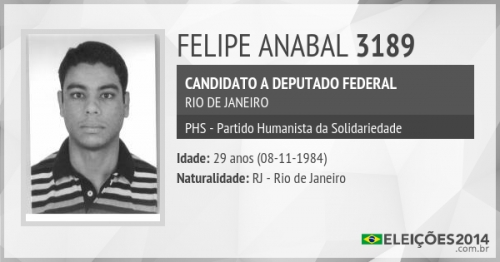 FELIPE ANABAL 3189
CANDIDATO A DEPUTADO FEDERAL
RIO DE JANEIRO
PHS - Partido Humanista da Solidariedade
Idade: 29 anos (08-11-1984)
Naturalidade: RJ - Rio de Janeiro
ELEIÇÕES2014
.com.br